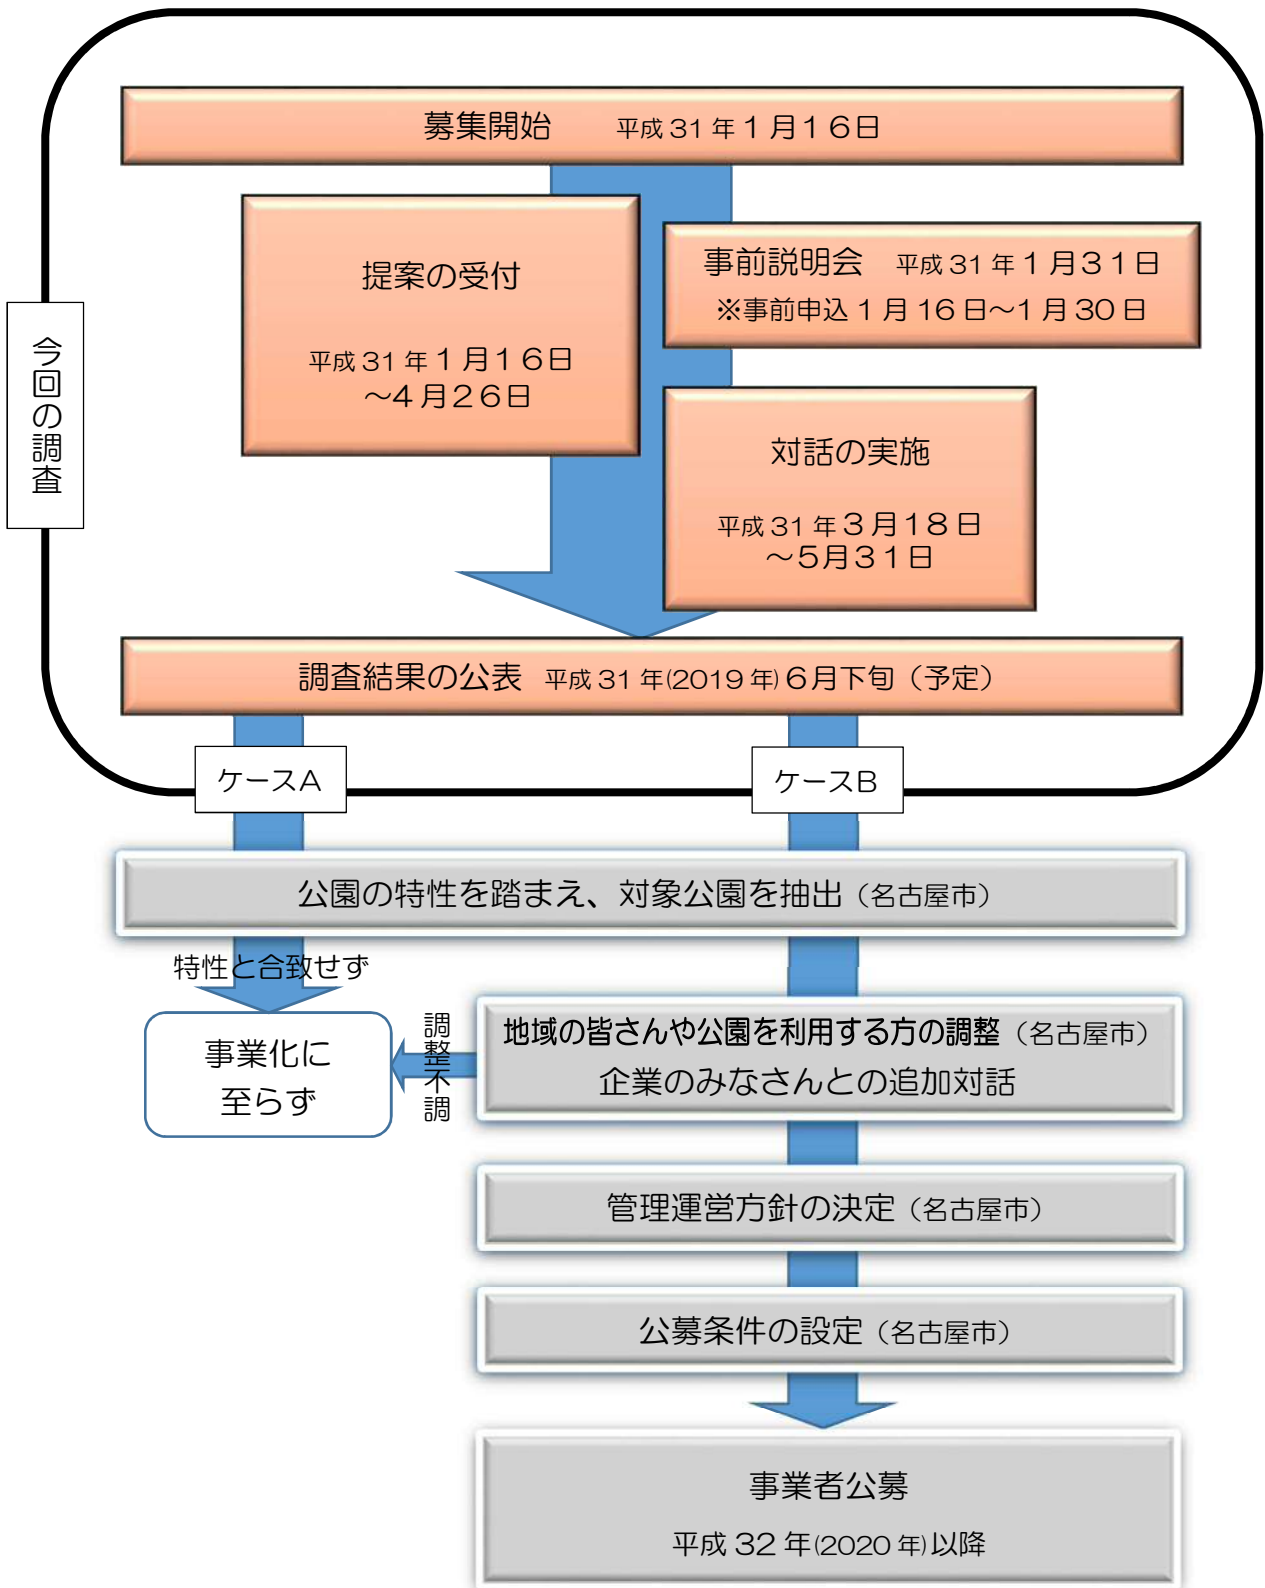 募集開始 平成31年1月16日
提案の受付
平成31年1月16日
～4月26日
事前説明会 平成31年1月31日
※事前申込1月16日～1月30日
対話の実施
平成31年3月18日
～5月31日
今回の調査
調査結果の公表 平成31年(2019年)6月下旬（予定）
ケースA
ケースB
公園の特性を踏まえ、対象公園を抽出（名古屋市）
特性と合致せず
事業化に
至らず
調整不調
地域の皆さんや公園を利用する方の調整（名古屋市）
企業のみなさんとの追加対話
管理運営方針の決定（名古屋市）
公募条件の設定（名古屋市）
事業者公募
平成32年(2020年)以降